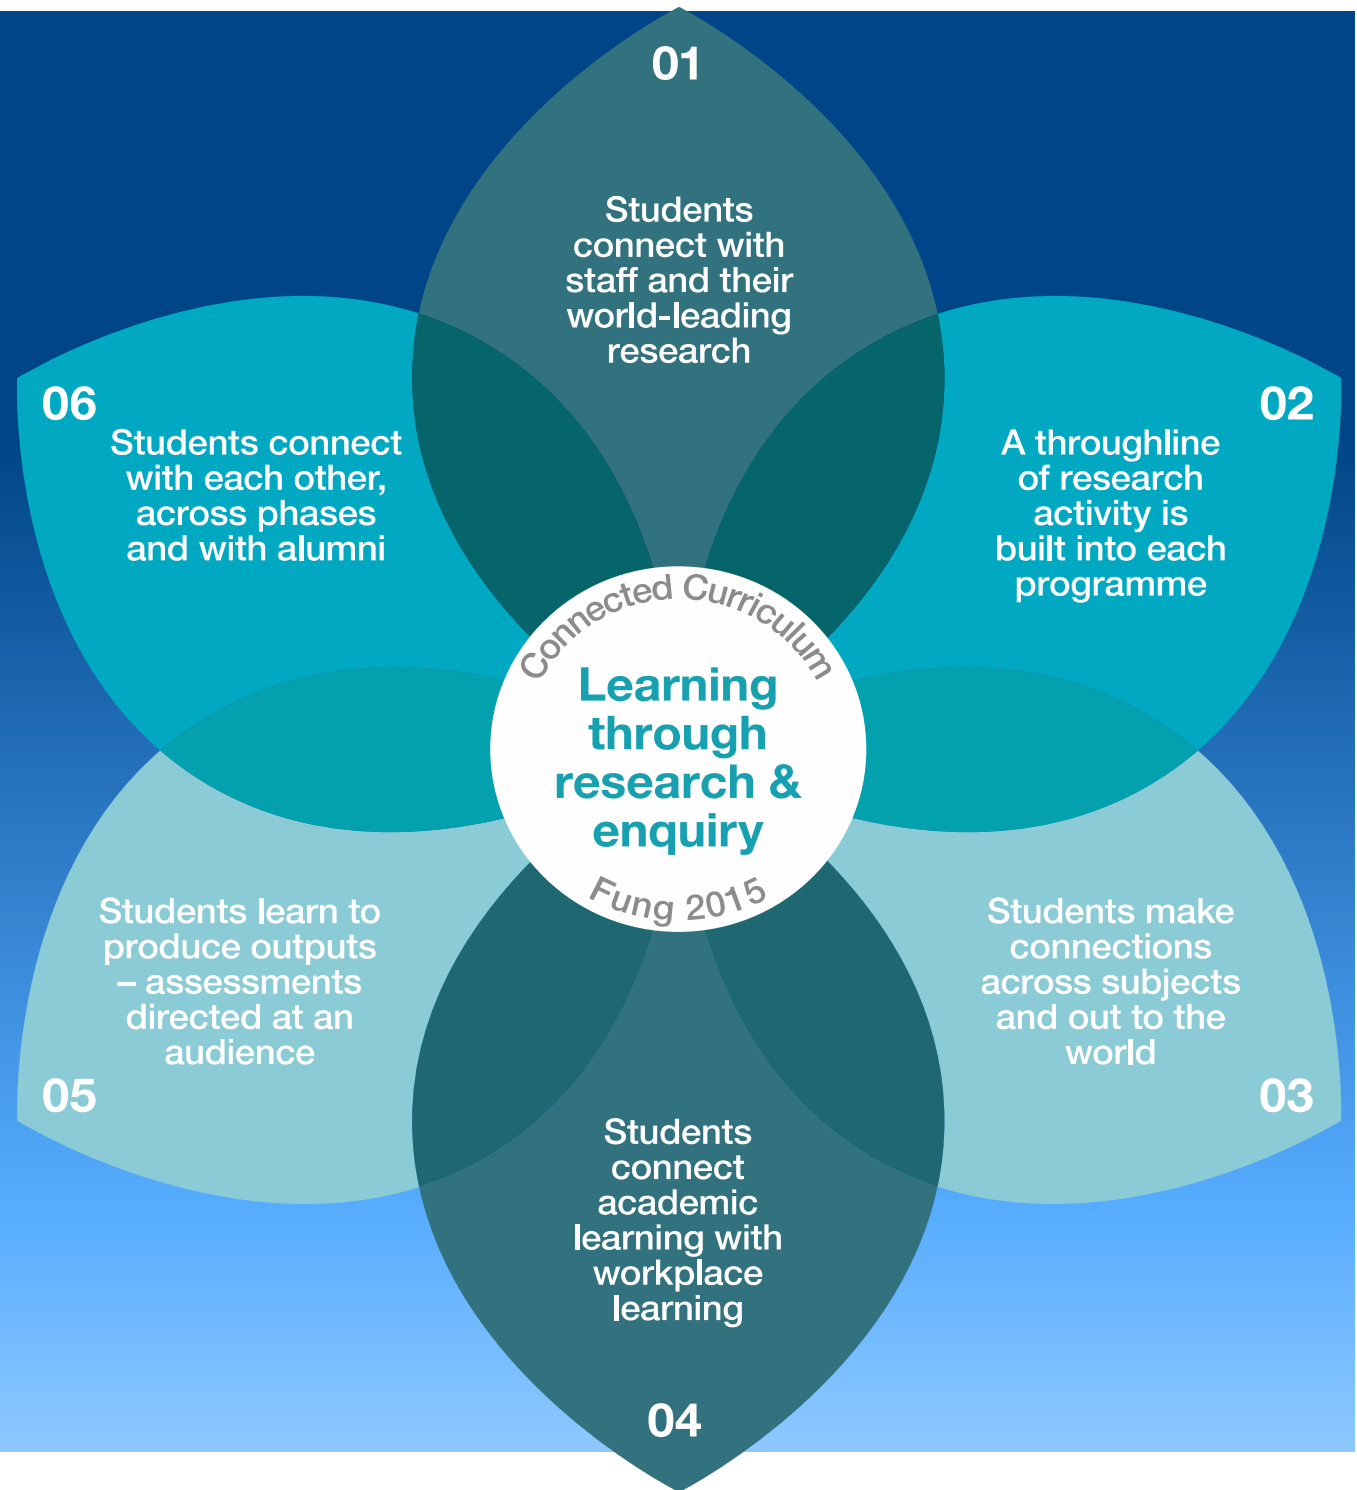 01
Students
connect with
staff and their
world-leading
research
02
A throughline
of research
activity is
built into each
programme
03
Students make
connections
across subjects
and out to the
world
04
Students
connect
academic
learning with
workplace
learning
05
Students learn to
produce outputs
– assessments
directed at an
audience
06
Students connect
with each other,
across phases
and with alumni
Connected Curriculum
Learning
through
research &
enquiry
Fung 2015